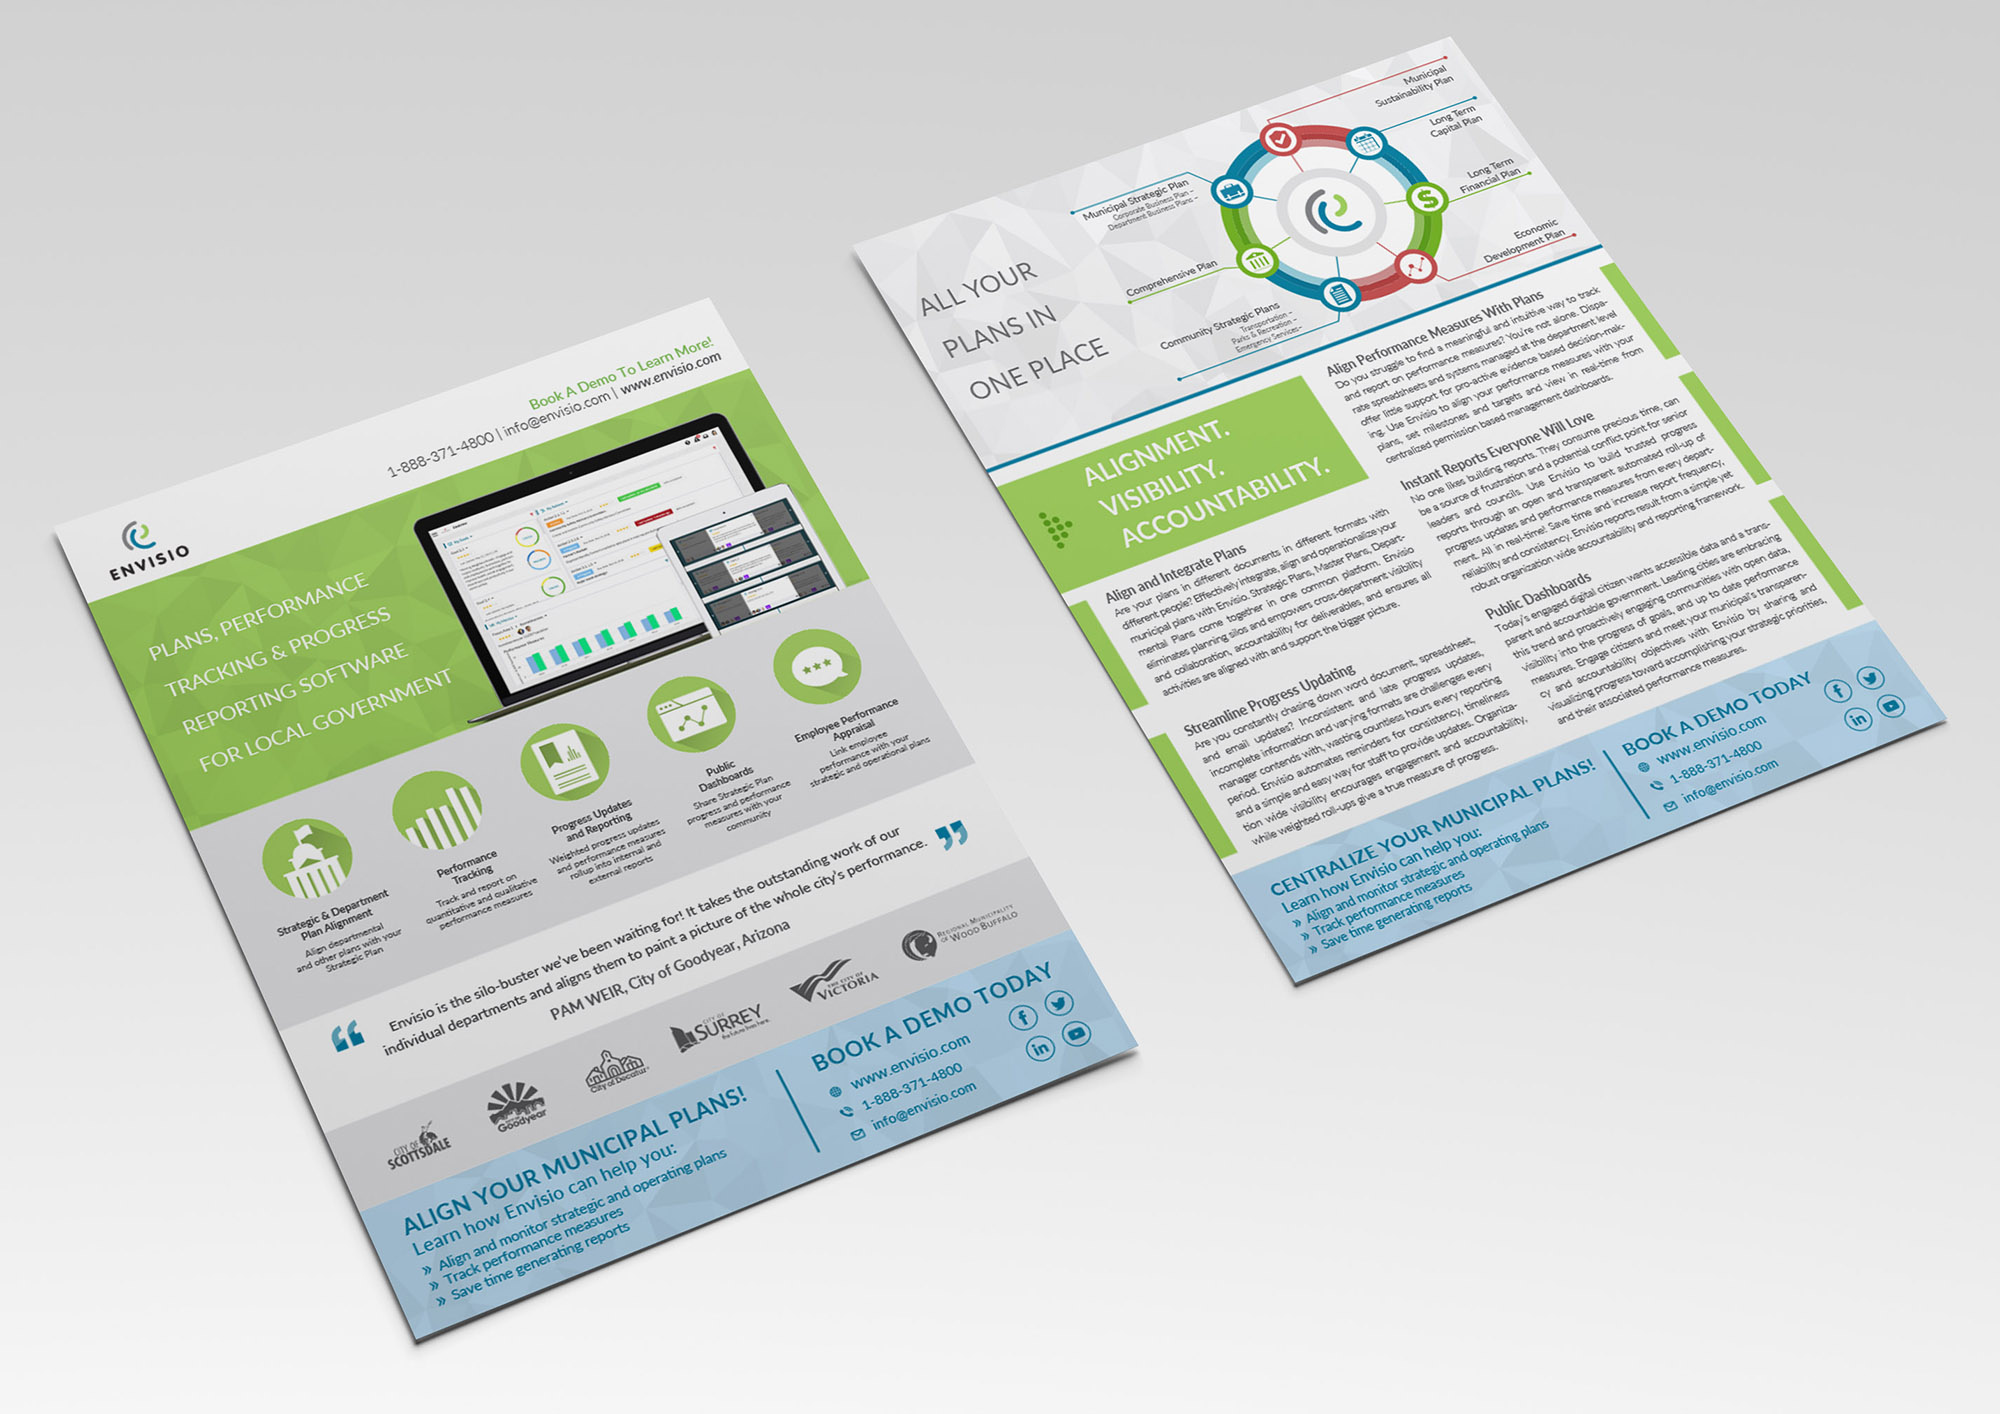 Book A Demo To Learn More!
1-888-371-4800 | info@envisio.com | www.envisio.com
ENVISIO
PLANS, PERFORMANCE
TRACKING & PROGRESS
REPORTING SOFTWARE
FOR LOCAL GOVERNMENT
Strategic & Department
Plan Alignment
Align departmental
and other plans with your
Strategic Plan
Performance
Tracking
Track and report on
quantitative and qualitative
performance measures
Progress Updates
and Reporting
Weighted progress updates
and performance measures
rollup into internal and
external reports
Public
Dashboards
Share Strategic Plan
progress and performance
measures with your
community
Employee Performance
Appraisal
Link employee
performance with your
strategic and operational plans
“ Envisio is the silo-buster we've been waiting for! It takes the outstanding work of our
individual departments and aligns them to paint a picture of the whole city's performance. ”
PAM WEIR, City of Goodyear, Arizona
CITY OF
SCOTTSDALE
Goodyear
City of Decatur
CITY OF
SURREY
the future lives here.
THE CITY OF
VICTORIA
REGIONAL MUNICIPALITY
OF WOOD BUFFALO
ALIGN YOUR MUNICIPAL PLANS!
Learn how Envisio can help you:
» Align and monitor strategic and operating plans
» Track performance measures
» Save time generating reports
BOOK A DEMO TODAY
www.envisio.com
1-888-371-4800
info@envisio.com
ALL YOUR
PLANS IN
ONE PLACE
Municipal
Sustainability Plan
Long Term
Capital Plan
Long Term
Financial Plan
Economic
Development Plan
Municipal Strategic Plan
Corporate Business Plan –
Department Business Plans –
Comprehensive Plan
Community Strategic Plans
Transportation –
Parks & Recreation –
Emergency Services–
ALIGNMENT.
VISIBILITY.
ACCOUNTABILITY.
Align and Integrate Plans
Are your plans in different documents in different formats with
different people? Effectively integrate, align and operationalize your
municipal plans with Envisio. Strategic Plans, Master Plans, Depart-
mental Plans come together in one common platform. Envisio
eliminates planning silos and empowers cross-department visibility
and collaboration, accountability for deliverables, and ensures all
activities are aligned with and support the bigger picture.
Streamline Progress Updating
Are you constantly chasing down word document, spreadsheet,
and email updates? Inconsistent and late progress updates,
incomplete information and varying formats are challenges every
manager contends with, wasting countless hours every reporting
period. Envisio automates reminders for consistency, timeliness
and a simple and easy way for staff to provide updates. Organiza-
tion wide visibility encourages engagement and accountability,
while weighted roll-ups give a true measure of progress.
Align Performance Measures With Plans
Do you struggle to find a meaningful and intuitive way to track
and report on performance measures? You're not alone. Dispa-
rate spreadsheets and systems managed at the department level
offer little support for pro-active evidence based decision-mak-
ing. Use Envisio to align your performance measures with your
plans, set milestones and targets and view in real-time from
centralized permission based management dashboards.
Instant Reports Everyone Will Love
No one likes building reports. They consume precious time, can
be a source of frustration and a potential conflict point for senior
leaders and councils. Use Envisio to build trusted progress
reports through an open and transparent automated roll-up of
progress updates and performance measures from every depart-
ment. All in real-time! Save time and increase report frequency,
reliability and consistency. Envisio reports result from a simple yet
robust organization wide accountability and reporting framework.
Public Dashboards
Today's engaged digital citizen wants accessible data and a trans-
parent and accountable government. Leading cities are embracing
this trend and proactively engaging communities with open data,
visibility into the progress of goals, and up to date performance
measures. Engage citizens and meet your municipal's transparen-
cy and accountability objectives with Envisio by sharing and
visualizing progress toward accomplishing your strategic priorities,
and their associated performance measures.
CENTRALIZE YOUR MUNICIPAL PLANS!
Learn how Envisio can help you:
» Align and monitor strategic and operating plans
» Track performance measures
» Save time generating reports
BOOK A DEMO TODAY
www.envisio.com
1-888-371-4800
info@envisio.com